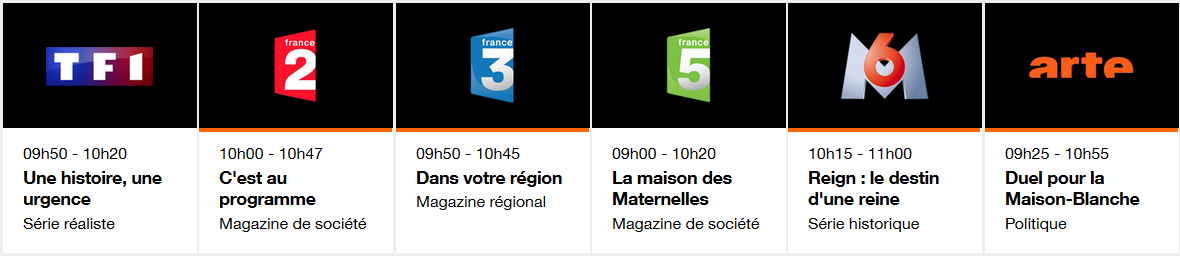 TF1
france
2
france
3
france
5
M6
arte
09h50 - 10h20
Une histoire, une
urgence
Série réaliste
10h00 - 10h47
C'est au
programme
Magazine de société
09h50 - 10h45
Dans votre région
Magazine régional
09h00 - 10h20
La maison des
Maternelles
Magazine de société
10h15 - 11h00
Reign : le destin
d'une reine
Série historique
09h25 - 10h55
Duel pour la
Maison-Blanche
Politique